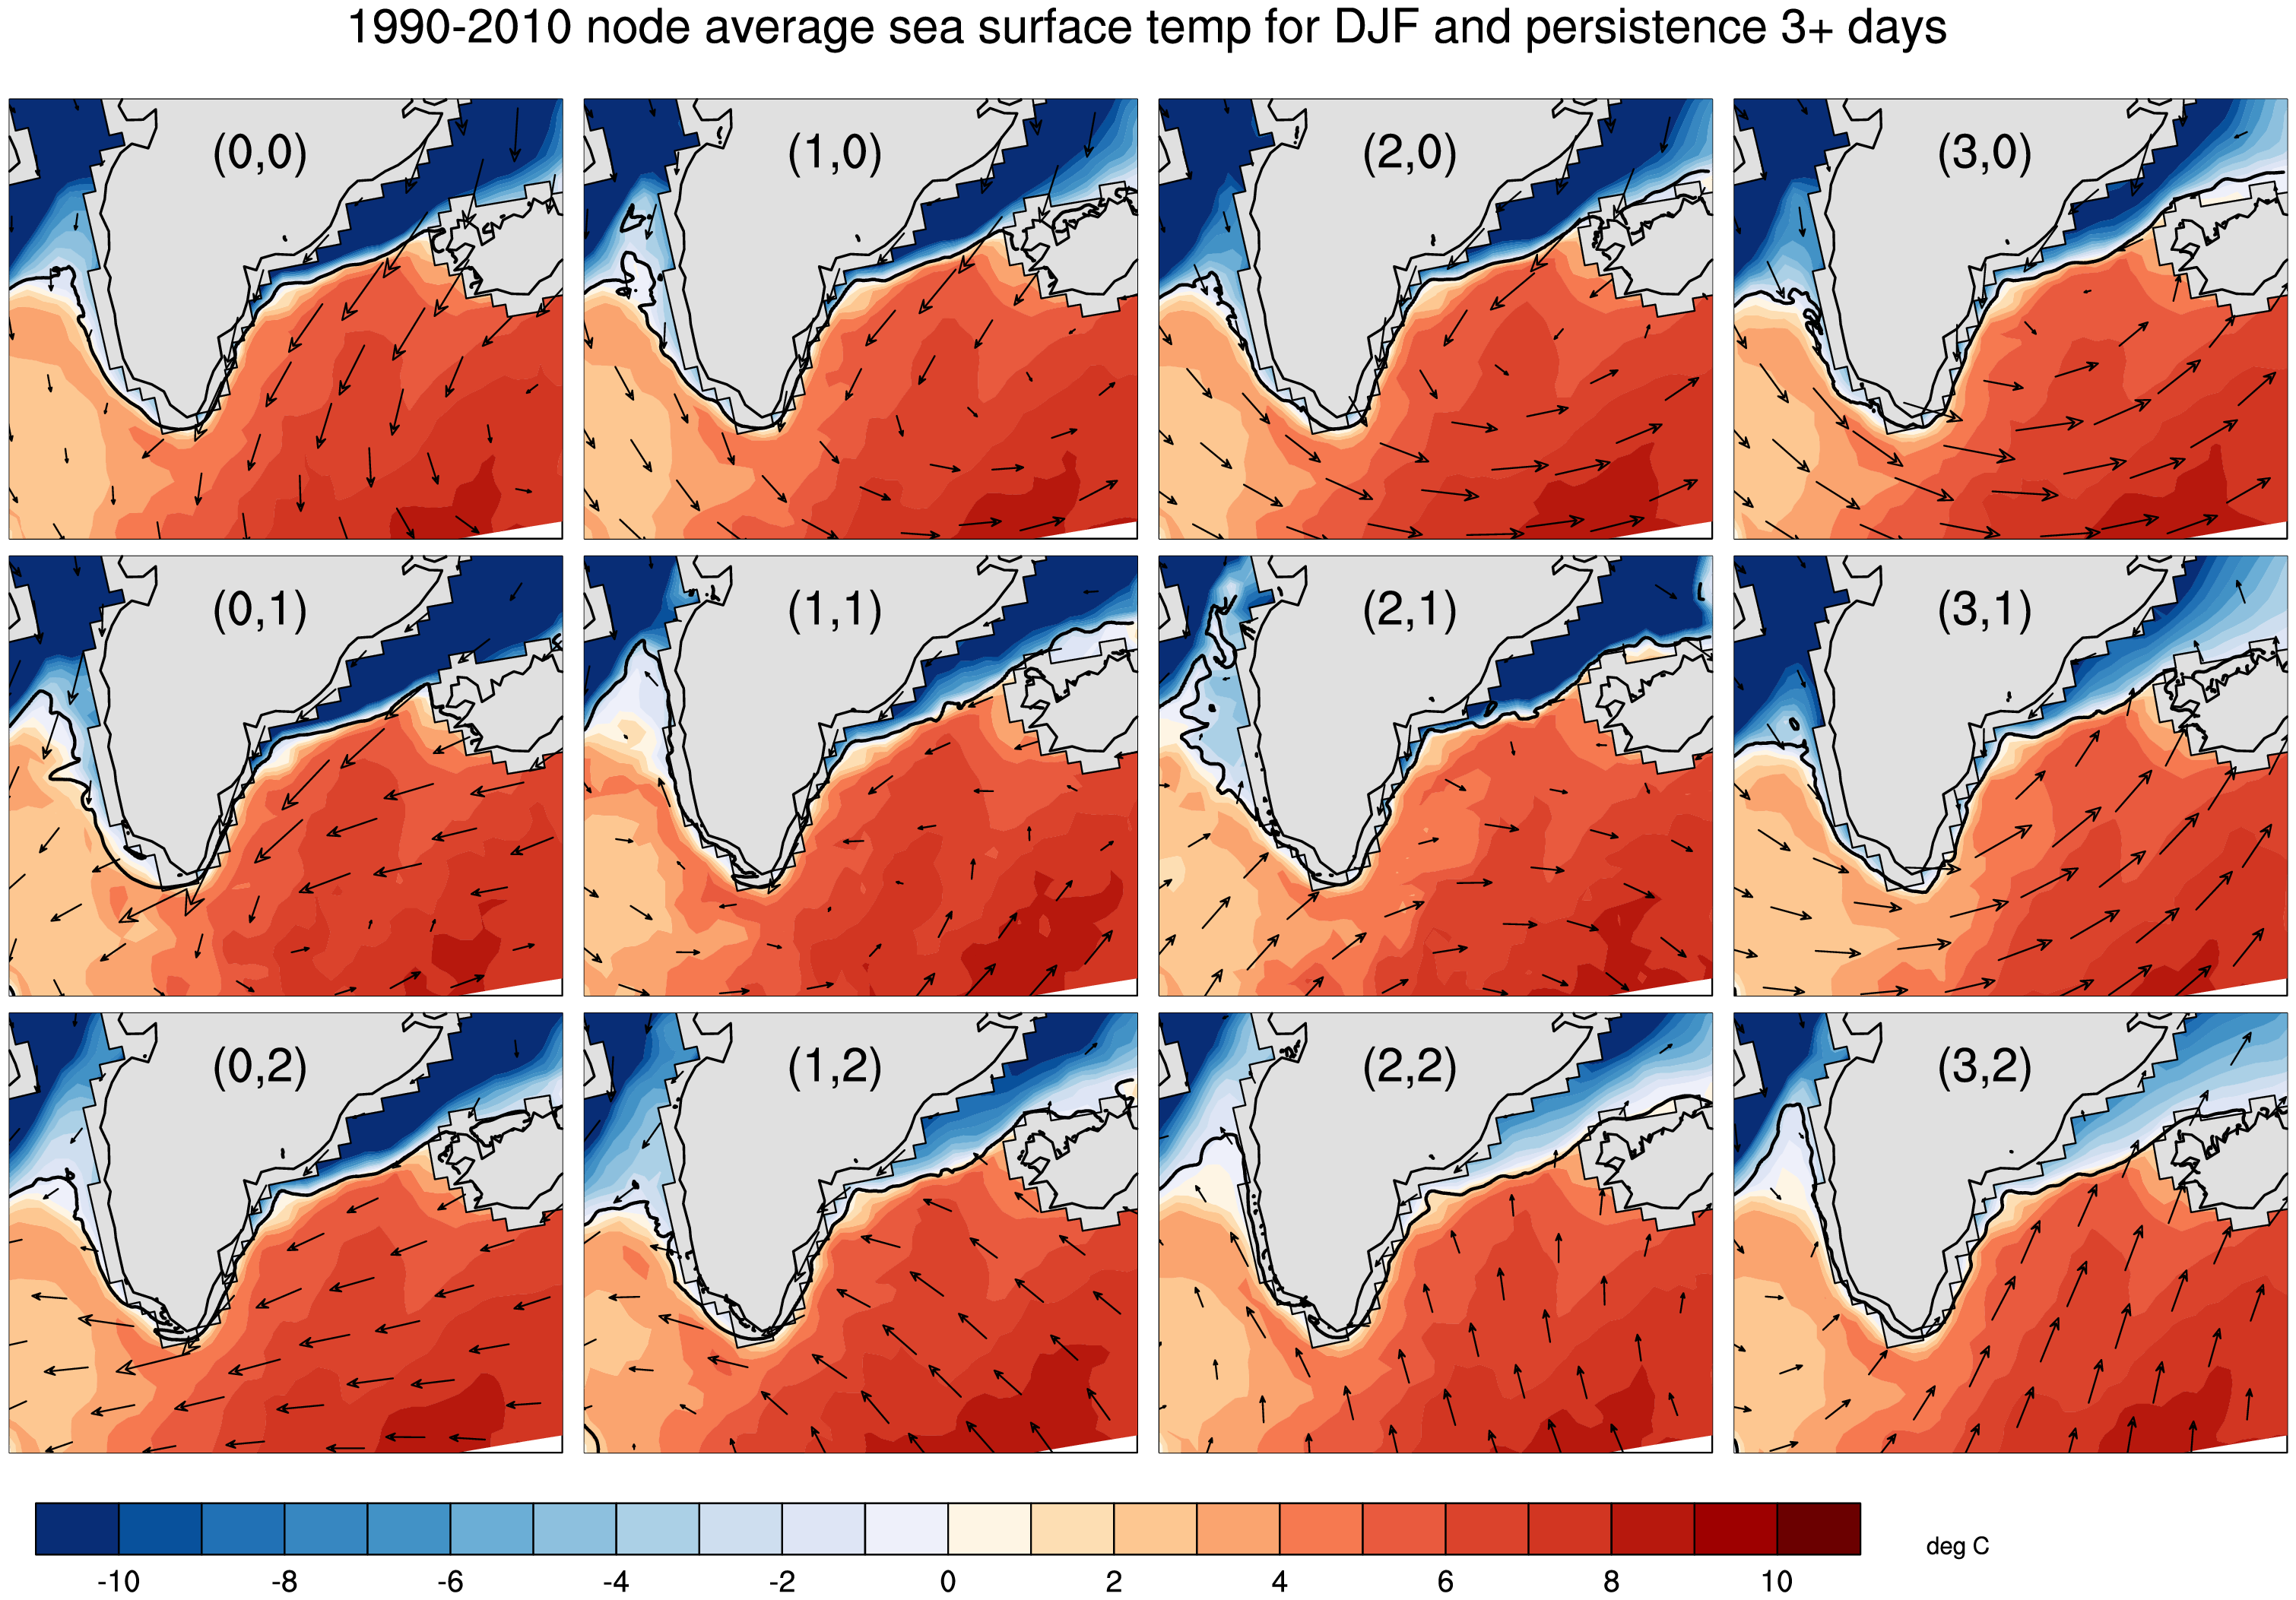 1990-2010 node average sea surface temp for DJF and persistence 3+ days
(0,0) (1,0) (2,0) (3,0)
(0,1) (1,1) (2,1) (3,1)
(0,2) (1,2) (2,2) (3,2)
deg C
-10 -8 -6 -4 -2 0 2 4 6 8 10